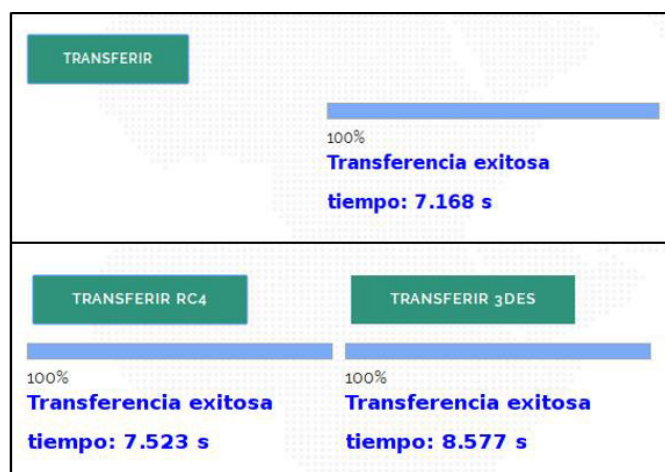 TRANSFERIR
100%
Transferencia exitosa
tiempo: 7.168 s
TRANSFERIR RC4
100%
Transferencia exitosa
tiempo: 7.523 s
TRANSFERIR 3DES
100%
Transferencia exitosa
tiempo: 8.577 s